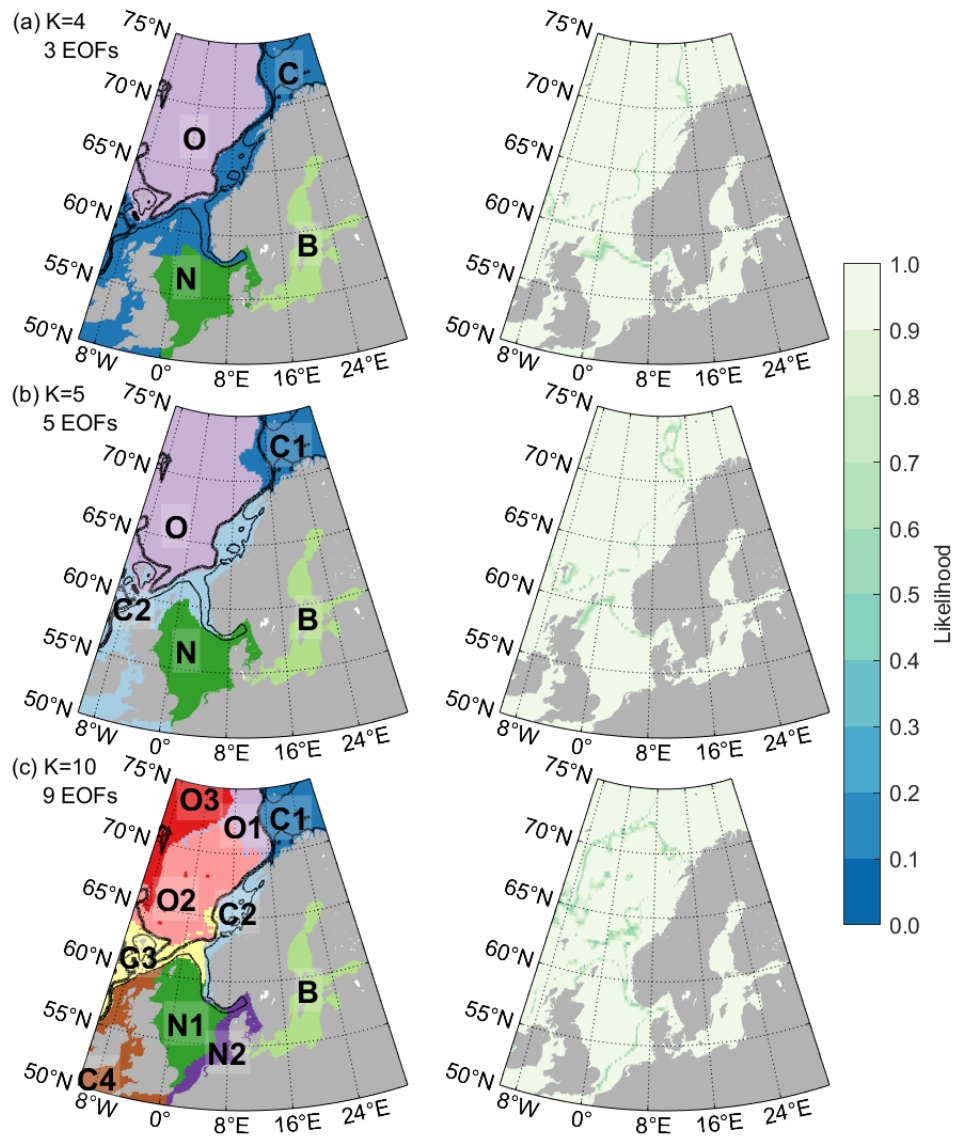 (a) K=4
3 EOFs
75°N
70°N
65°N
60°N
55°N
50°N
8°W
0°
8°E
16°E
24°E
C
O
N
B
75°N
70°N
65°N
60°N
55°N
50°N
8°W
0°
8°E
16°E
24°E
(b) K=5
5 EOFs
75°N
70°N
65°N
60°N
55°N
50°N
8°W
0°
8°E
16°E
24°E
C1
O
C2
N
B
75°N
70°N
65°N
60°N
55°N
50°N
8°W
0°
8°E
16°E
24°E
(c) K=10
9 EOFs
75°N
70°N
65°N
60°N
55°N
50°N
8°W
0°
8°E
16°E
24°E
O3
O1
C1
O2
C2
C3
B
N1
N2
C4
75°N
70°N
65°N
60°N
55°N
50°N
8°W
0°
8°E
16°E
24°E
1.0
0.9
0.8
0.7
0.6
0.5
0.4
0.3
0.2
0.1
0.0
Likelihood